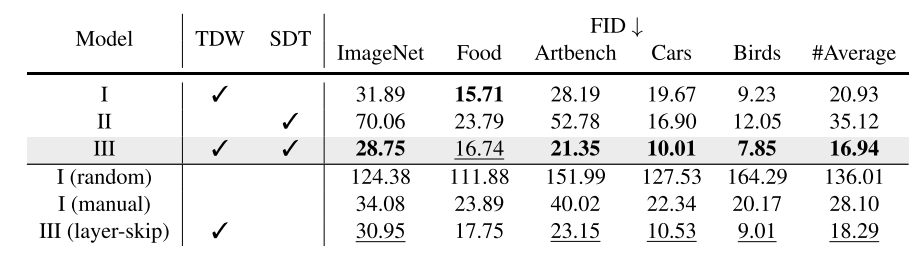 Model TDW SDT FID ↓
ImageNet Food Artbench Cars Birds #Average
I ✓ 31.89 15.71 28.19 19.67 9.23 20.93
II ✓ 70.06 23.79 52.78 16.90 12.05 35.12
III ✓ ✓ 28.75 16.74 21.35 10.01 7.85 16.94
I (random) 124.38 111.88 151.99 127.53 164.29 136.01
I (manual) 34.08 23.89 40.02 22.34 20.17 28.10
III (layer-skip) ✓ 30.95 17.75 23.15 10.53 9.01 18.29